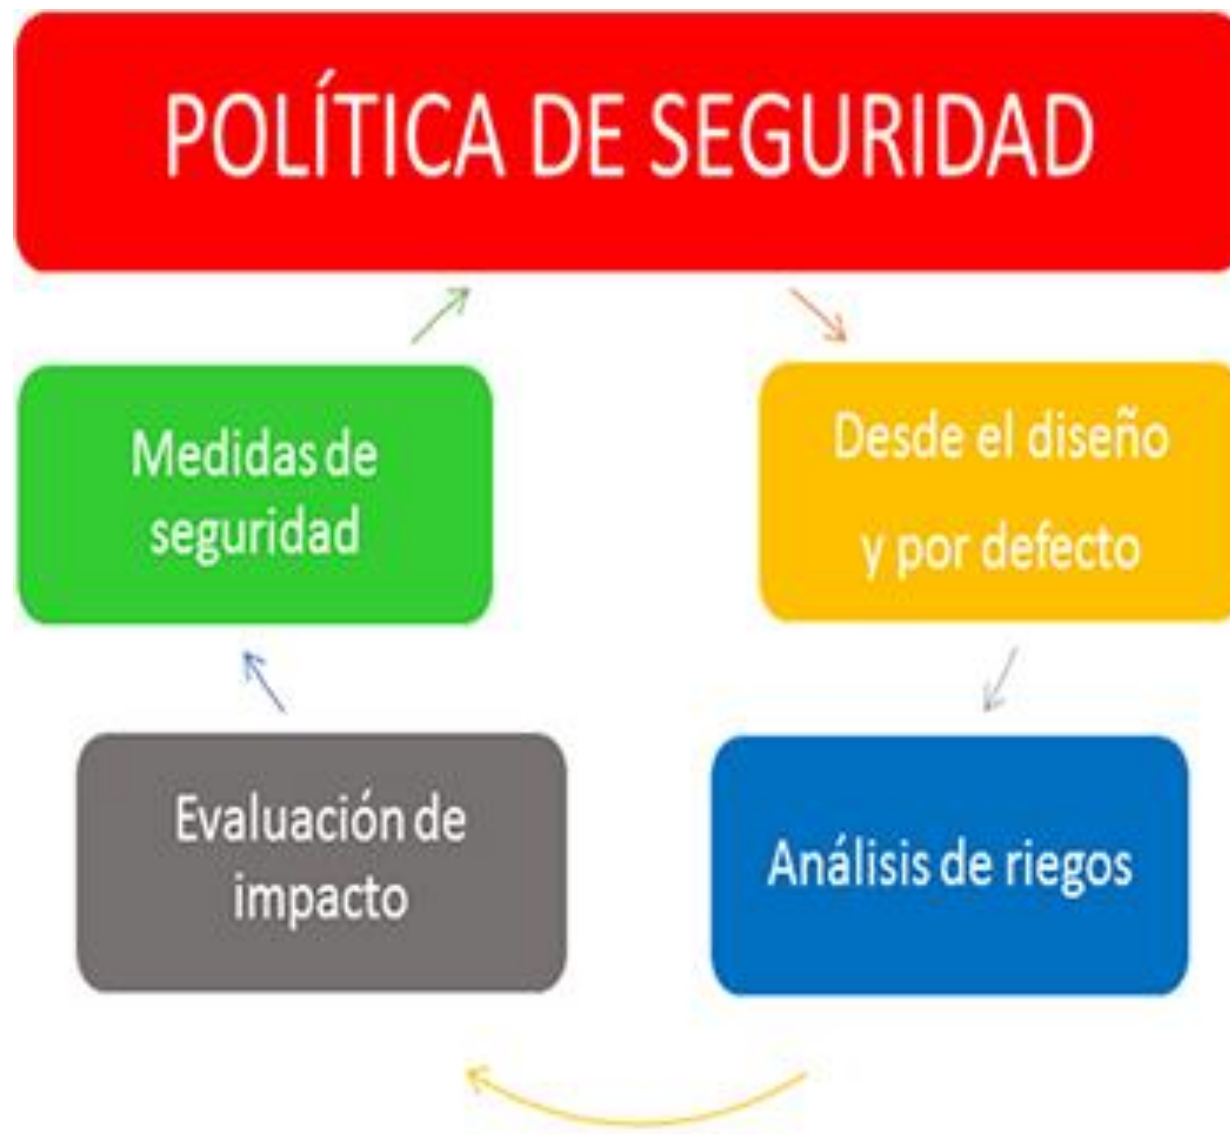 POLÍTICA DE SEGURIDAD
Medidas de
seguridad
Desde el diseño
y por defecto
Evaluación de
impacto
Análisis de riegos